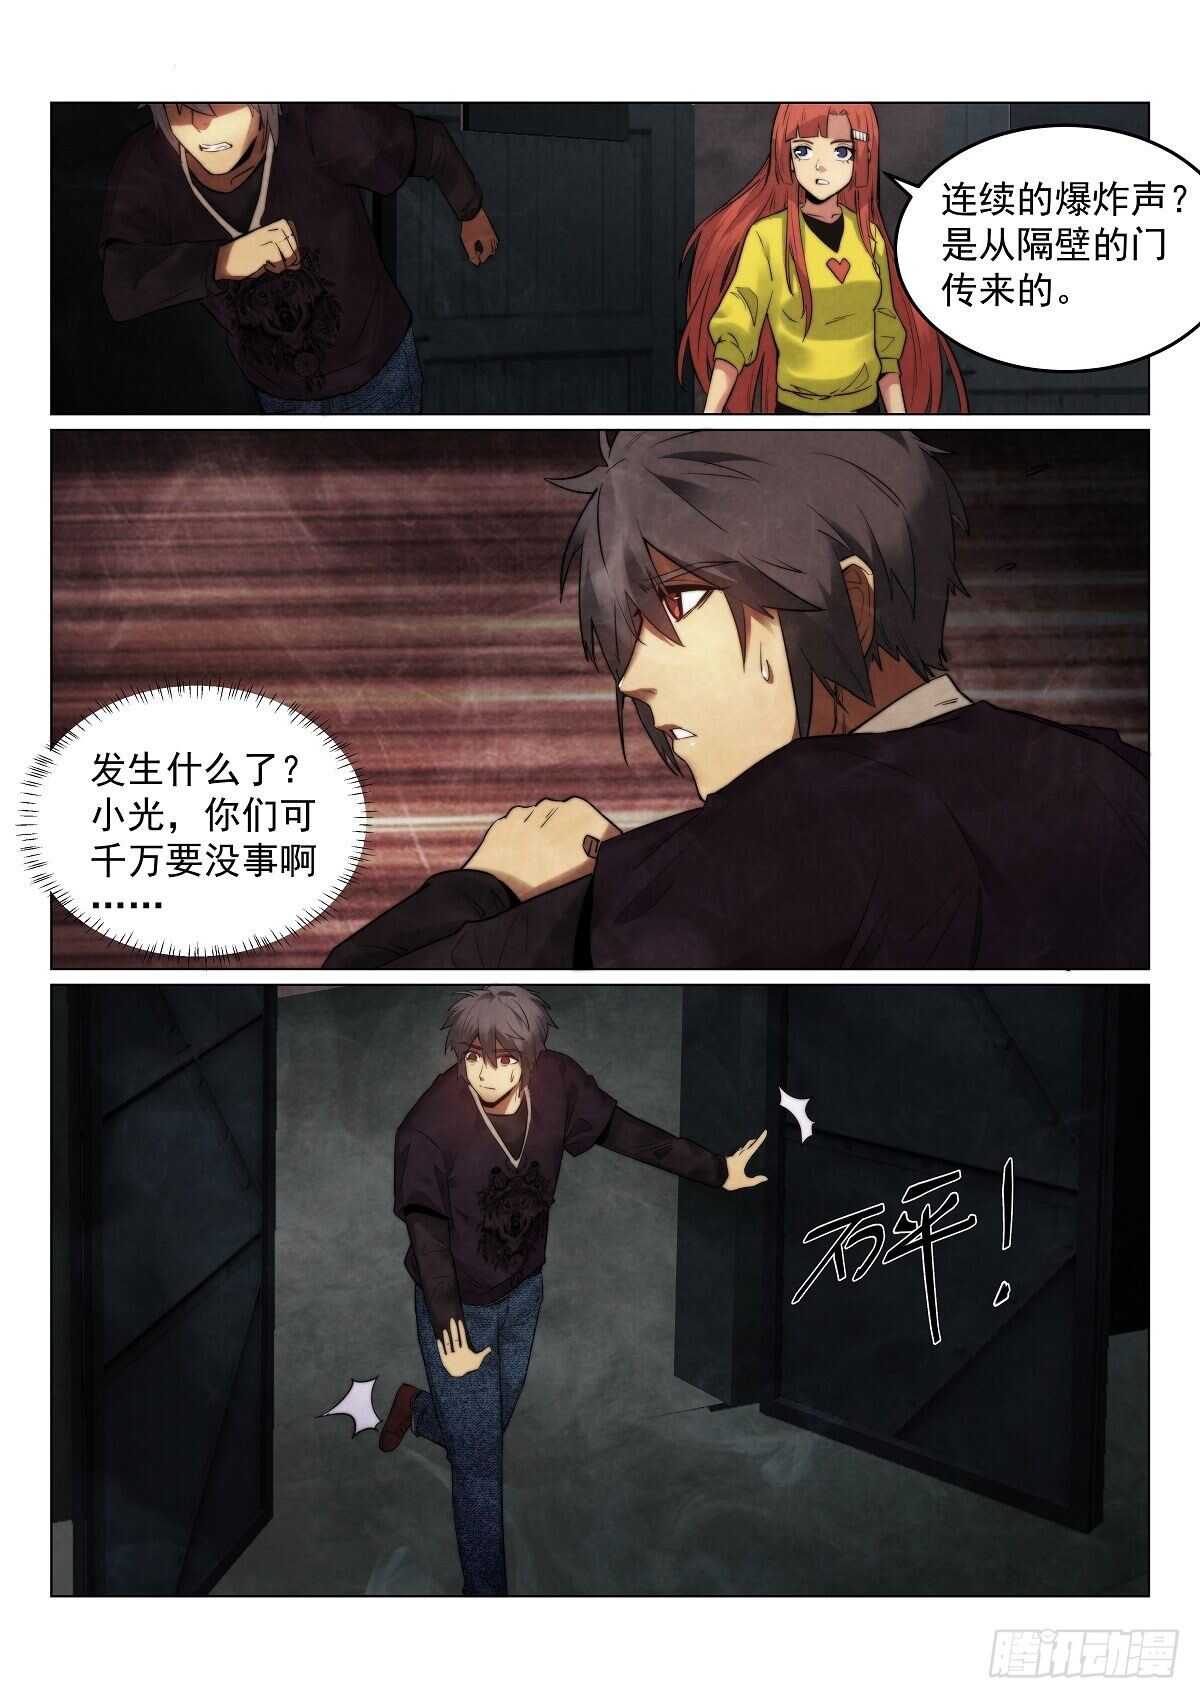 连续的爆炸声？
是从隔壁的门
传来的。
发生什么了？
小光，你们可
千万要没事啊
……
砰！
腾讯动漫